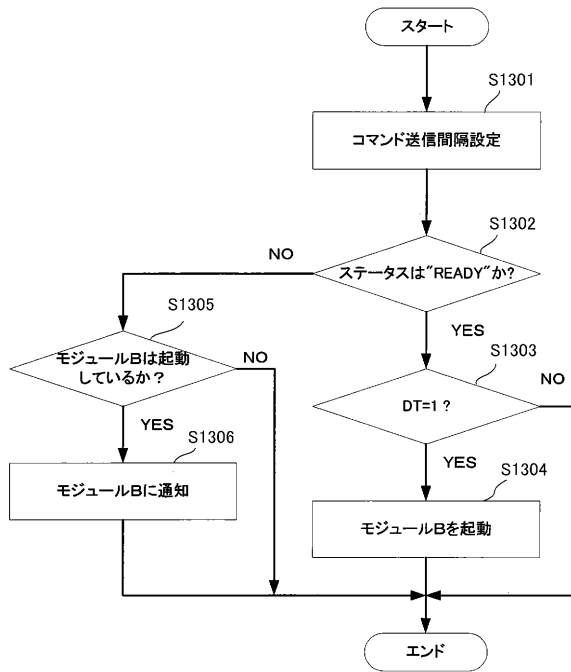 スタート
S1301
コマンド送信間隔設定
S1302
NO
ステータスは"READY"か?
S1305
YES
モジュールBは起動
しているか?
NO
S1303
NO
DT=1?
YES
S1306
YES
S1304
モジュールBに通知
モジュールBを起動
エンド